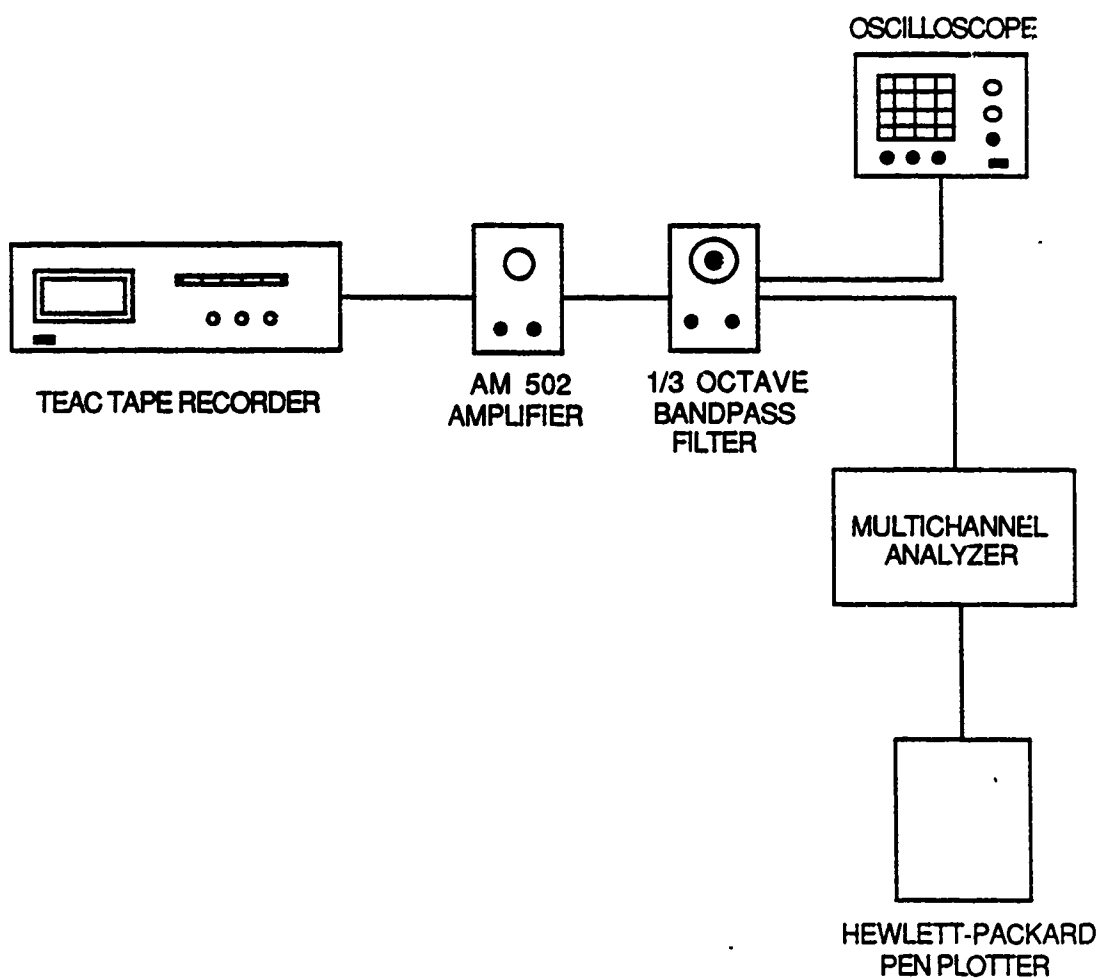 OSCILLOSCOPE
TEAC TAPE RECORDER
AM 502
AMPLIFIER
1/3 OCTAVE
BANDPASS
FILTER
MULTICHANNEL
ANALYZER
HEWLETT-PACKARD
PEN PLOTTER